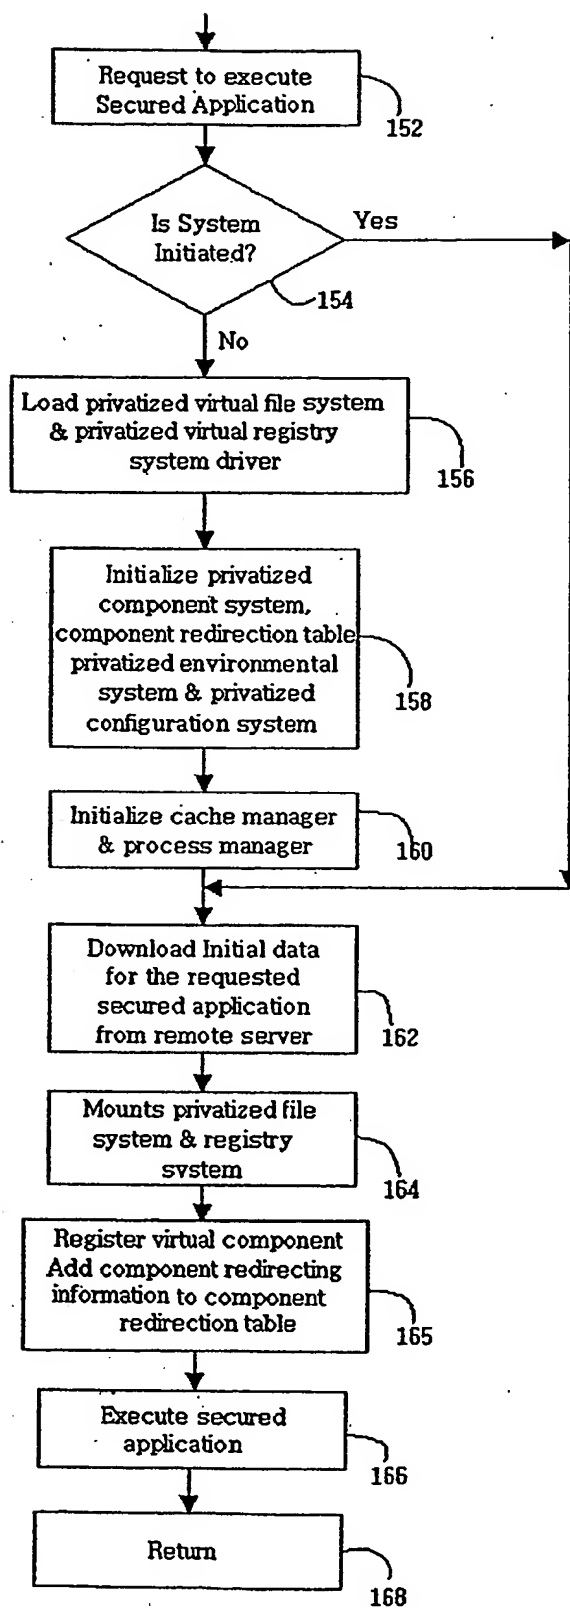 Request to execute
Secured Application
152
Is System
Initiated?
Yes
154
No
Load privatized virtual file system
& privatized virtual registry
system driver
156
Initialize privatized
component system,
component redirection table
privatized environmental
system & privatized
configuration system
158
Initialize cache manager
& process manager
160
Download Initial data
for the requested
secured application
from remote server
162
Mounts privatized file
system & registry
system
164
Register virtual component
Add component redirecting
information to component
redirection table
165
Execute secured
application
166
Return
168